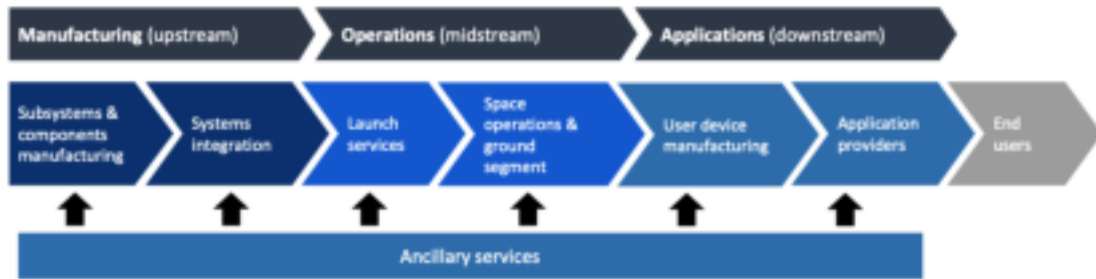 Manufacturing (upstream)
Operations (midstream)
Applications (downstream)
Subsystems &
components
manufacturing
Systems
integration
Launch
services
Space
operations &
ground
segment
User device
manufacturing
Application
providers
End
users
Ancillary services